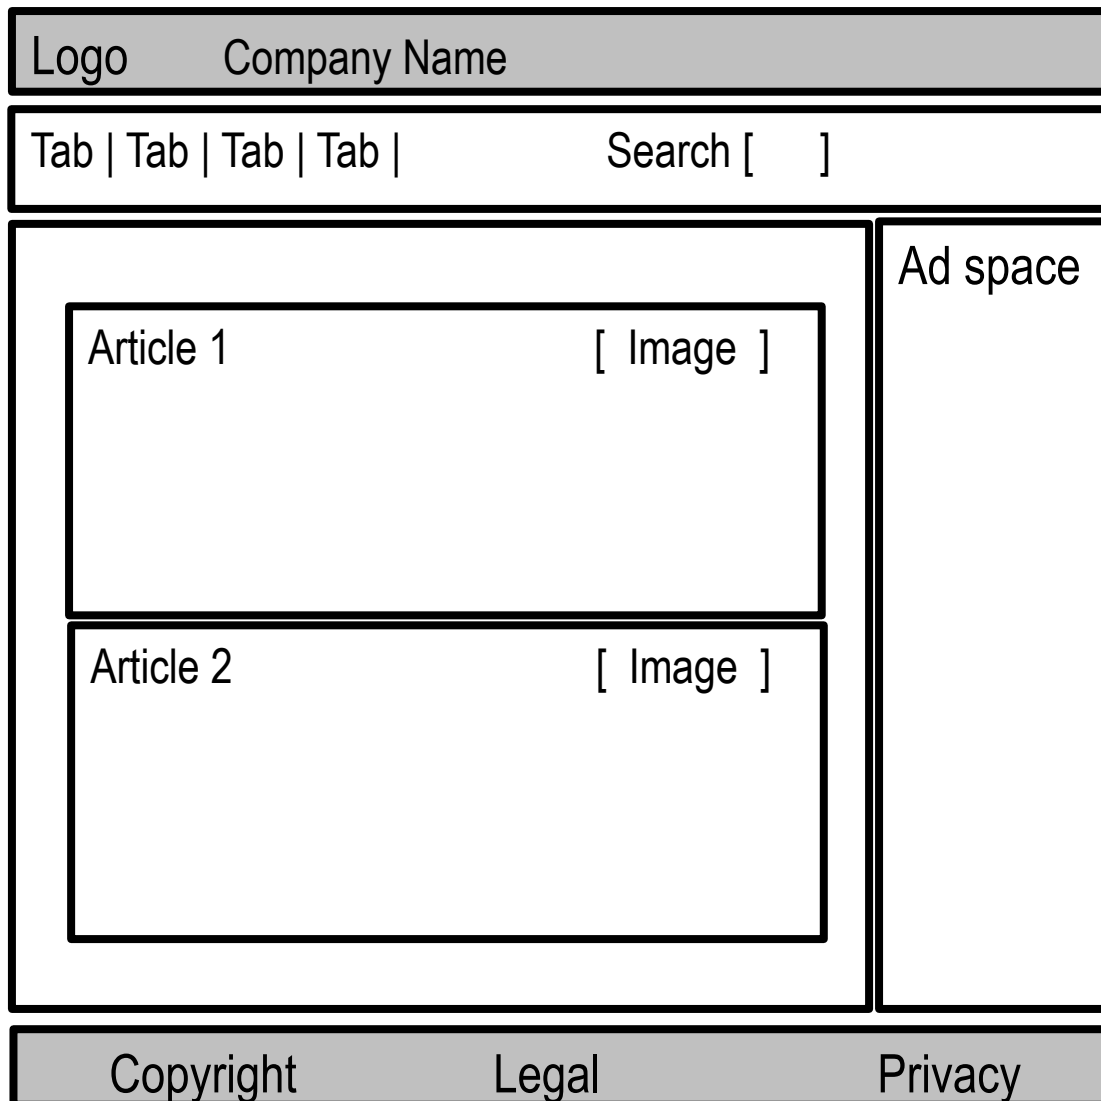 Logo Company Name
Tab | Tab | Tab | Tab | Search [ ]
Ad space
Article 1 [ Image ]
Article 2 [ Image ]
Copyright Legal Privacy